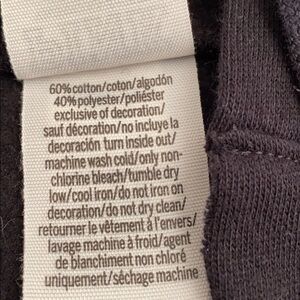 60% cotton/coton/algodón
40% polyester/poliéster
exclusive of decoration/
sauf décoration/no incluye la
decoración turn inside out/
machine wash cold/only non-
chlorine bleach/tumble dry
low/cool iron/do not iron on
decoration/do not dry clean/
retourner le vêtement à l'envers/
lavage machine à froid/agent
de blanchiment non chloré
uniquement/séchage machine